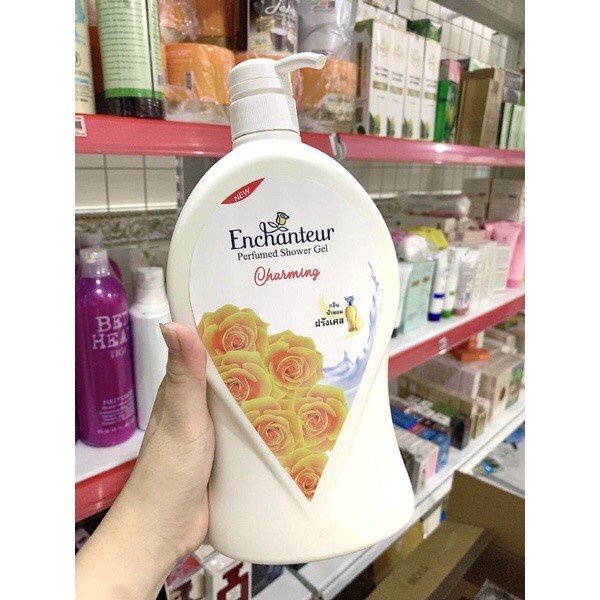 NEW
Enchanteur
Perfumed Shower Gel
Charming
กลิ่น
น้ำหอม
ฝรั่งเศส
BED
HEAD
TIGI